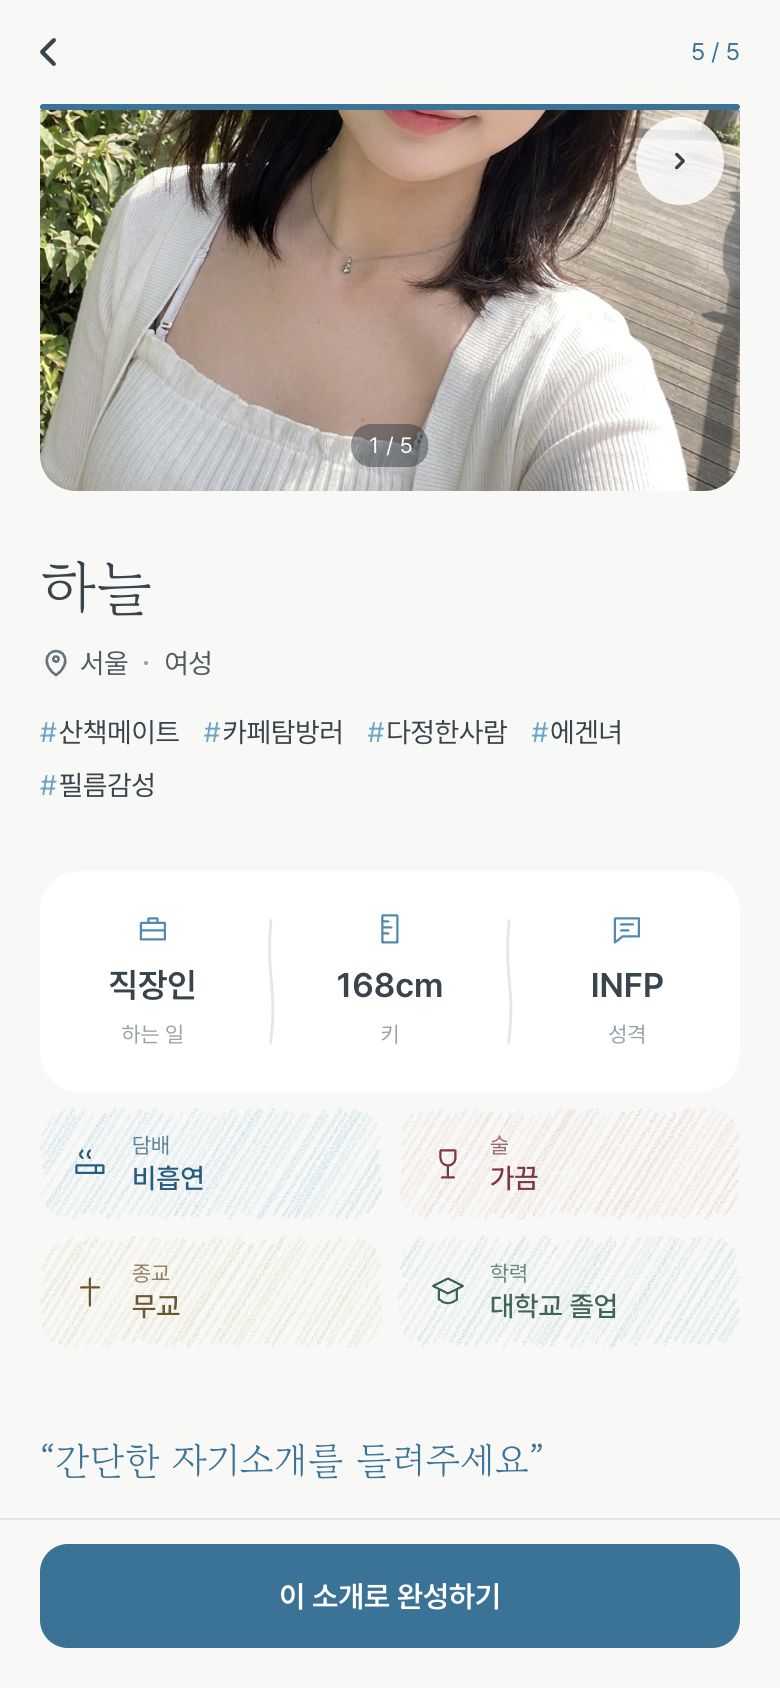 5 / 5
1 / 5
하늘
서울 · 여성
#산책메이트 #카페탐방러 #다정한사람 #에겐녀
#필름감성
직장인 168cm INFP
하는 일 키 성격
담배 술
비흡연 가끔
종교 학력
무교 대학교 졸업
“간단한 자기소개를 들려주세요”
이 소개로 완성하기